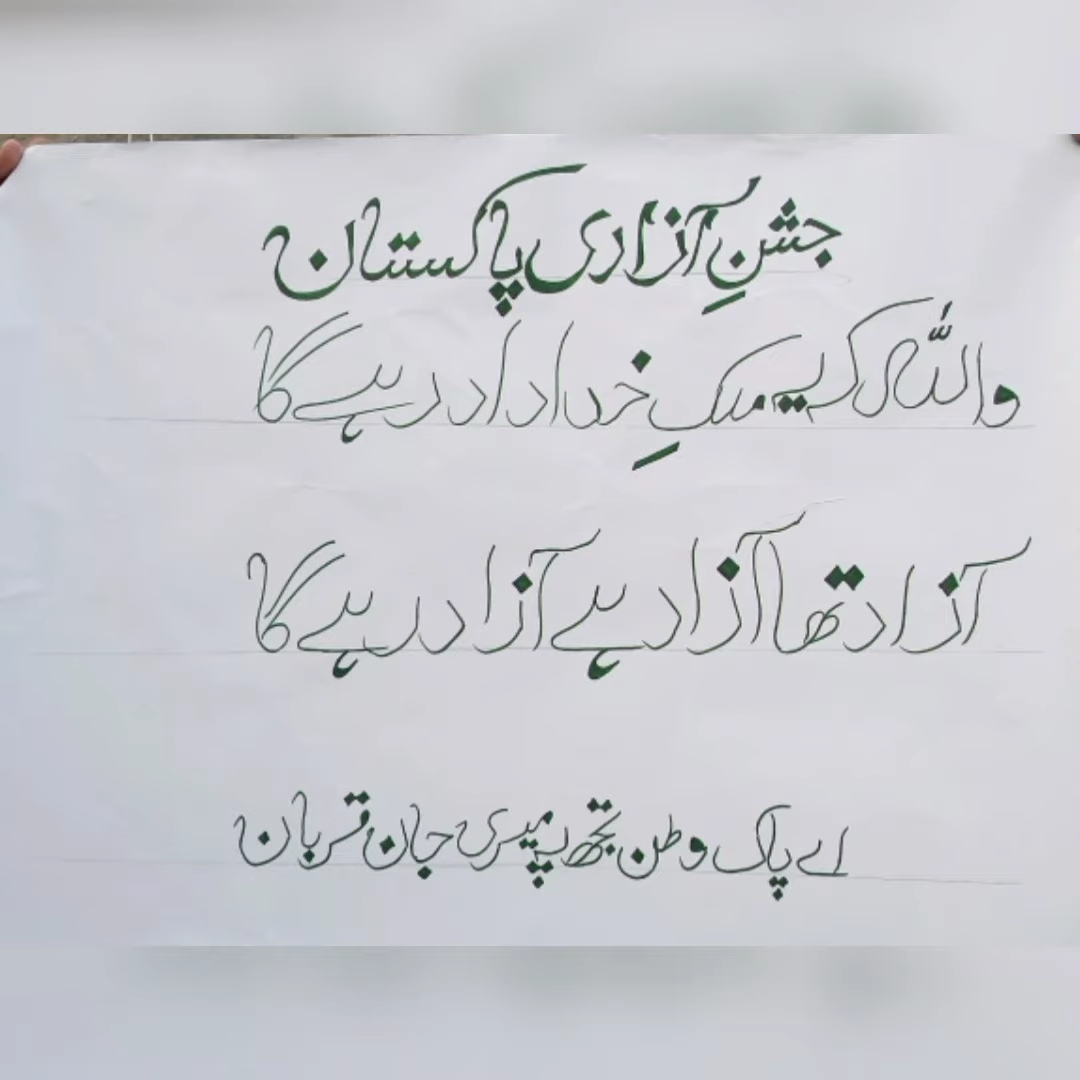 جشنِ آزادی پاکستان
واللہ یہ ملکِ خداداد رہے گا
آزاد تھا آزاد ہے آزاد رہے گا
اے پاک وطن تجھ پہ میری جان قربان